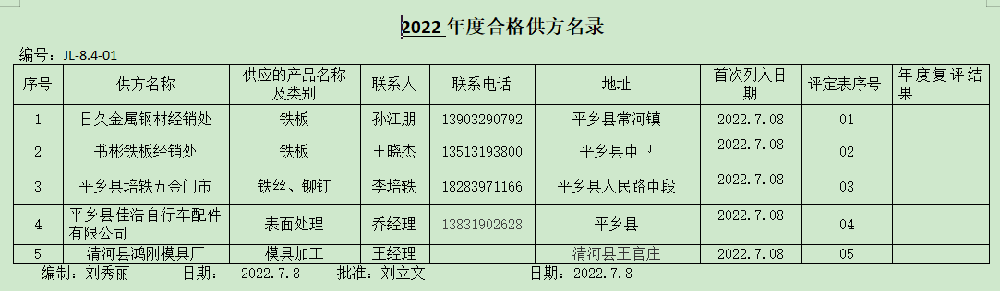 2022 年度合格供方名录
编号：JL-8.4-01
序号 供方名称 供应的产品名称及类别 联系人 联系电话 地址 首次列入日期 评定表序号 年度复评结果
1 日久金属钢材经销处 铁板 孙江朋 13903290792 平乡县常河镇 2022.7.08 01
2 书彬铁板经销处 铁板 王晓杰 13513193800 平乡县中卫 2022.7.08 02
3 平乡县培轶五金门市 铁丝、铆钉 李培轶 18283971166 平乡县人民路中段 2022.7.08 03
4 平乡县佳浩自行车配件有限公司 表面处理 乔经理 13831902628 平乡县 2022.7.08 04
5 清河县鸿刚模具厂 模具加工 王经理 清河县王官庄 2022.7.08 05
编制：刘秀丽 日期： 2022.7.8 批准：刘立文 日期：2022.7.8